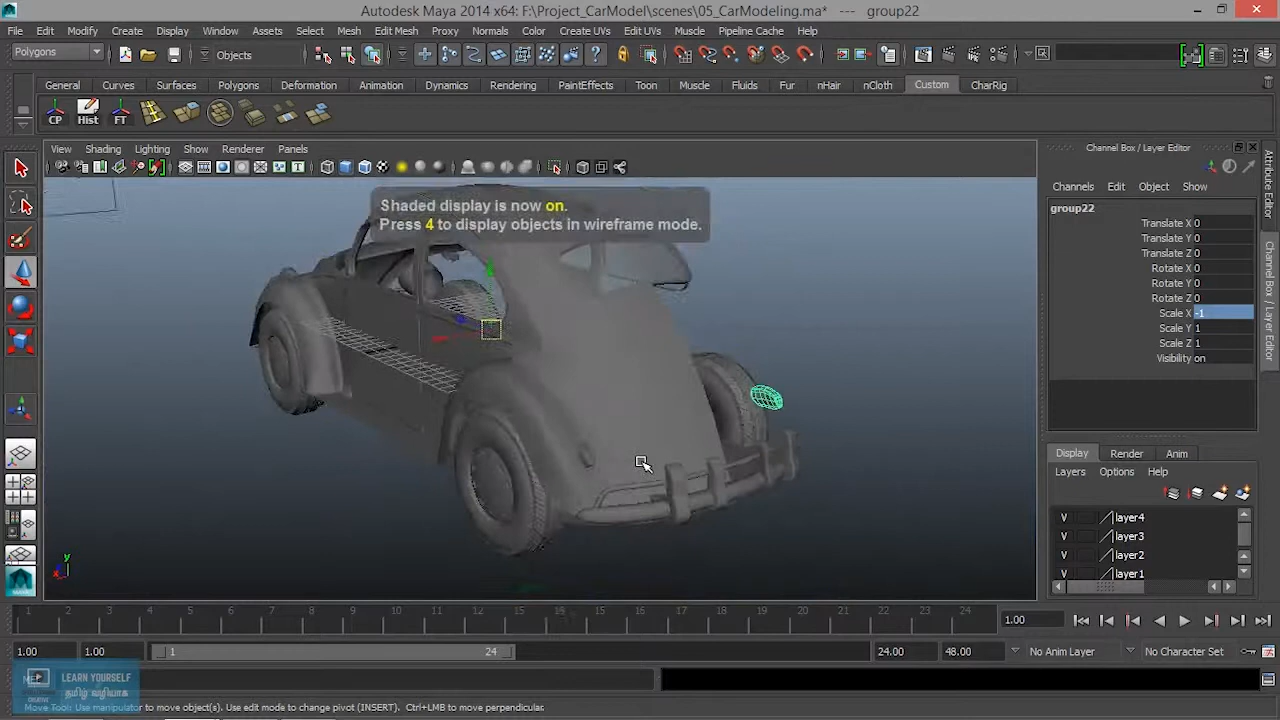 Autodesk Maya 2014 x64: F:\Project_CarModel\scenes\05_CarModeling.ma* --- group22
File Edit Modify Create Display Window Assets Select Mesh Edit Mesh Proxy Normals Color Create UVs Edit UVs Muscle Pipeline Cache Help
Polygons Objects
General Curves Surfaces Polygons Deformation Animation Dynamics Rendering PaintEffects Toon Muscle Fluids Fur nHair nCloth Custom CharRig
CP Hist FT
View Shading Lighting Show Renderer Panels
Shaded display is now on.
Press 4 to display objects in wireframe mode.
y
x
Channel Box / Layer Editor
Channels Edit Object Show
group22
Translate X 0
Translate Y 0
Translate Z 0
Rotate X 0
Rotate Y 0
Rotate Z 0
Scale X -1
Scale Y 1
Scale Z 1
Visibility on
Display Render Anim
Layers Options Help
V layer4
V layer3
V layer2
V layer1
Attribute Editor
Channel Box / Layer Editor
1 2 3 4 5 6 7 8 9 10 11 12 13 14 15 16 17 18 19 20 21 22 23 24
1.00
1.00 1.00 1 24 24.00 48.00 No Anim Layer No Character Set
LEARN YOURSELF
தமிழ் வழியாக
Move Tool: Use manipulator to move object(s). Use edit mode to change pivot (INSERT). Ctrl+LMB to move perpendicular.